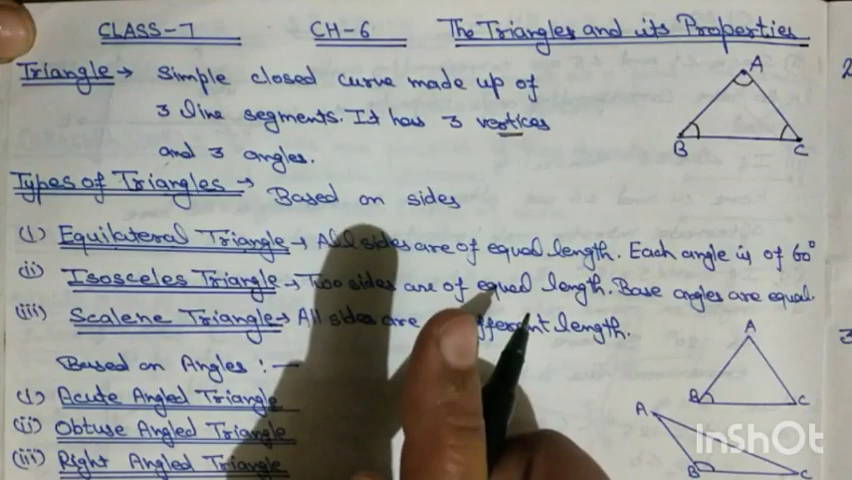 CLASS-7 CH-6 The Triangles and its Properties
Triangle → Simple closed curve made up of
3 line segments. It has 3 vertices
and 3 angles.
A
B C
2
Types of Triangles → Based on sides
(i) Equilateral Triangle → All sides are of equal length. Each angle is of 60°
(ii) Isosceles Triangle → Two sides are of equal length. Base angles are equal.
(iii) Scalene Triangle → All sides are different length.
Based on Angles :—
(i) Acute Angled Triangle
(ii) Obtuse Angled Triangle
(iii) Right Angled Triangle
A
B C
3
A
B C
InShOt